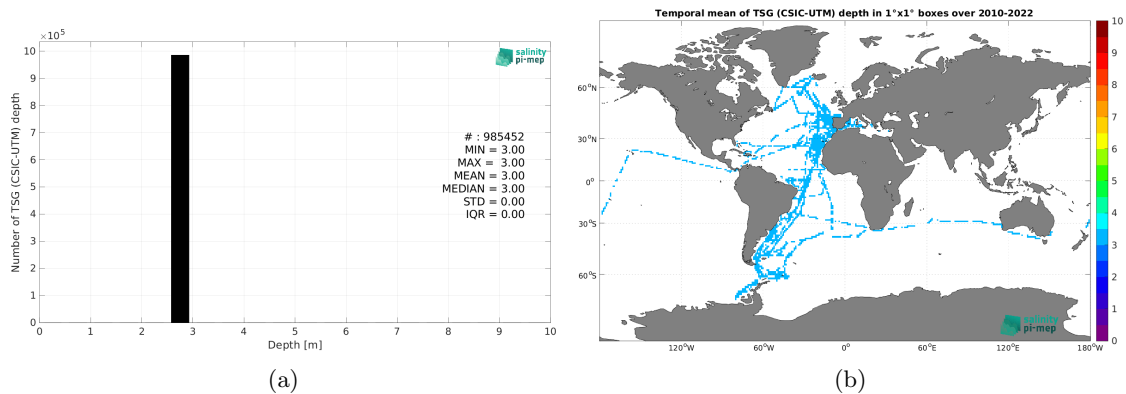 ×10⁵
10
9
8
7
6
5
4
3
2
1
0
Number of TSG (CSIC-UTM) depth
salinity
pi-mep
# : 985452
MIN = 3.00
MAX = 3.00
MEAN = 3.00
MEDIAN = 3.00
STD = 0.00
IQR = 0.00
0 1 2 3 4 5 6 7 8 9 10
Depth [m]
(a)
Temporal mean of TSG (CSIC-UTM) depth in 1°x1° boxes over 2010-2022
60°N
30°N
0°
30°S
60°S
120°W 60°W 0° 60°E 120°E 180°W
salinity
pi-mep
10
9
8
7
6
5
4
3
2
1
0
(b)